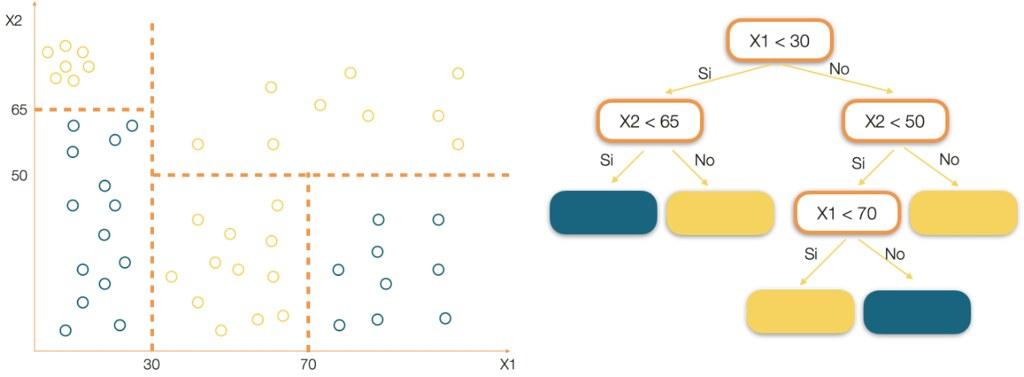 X2
65
50
30
70
X1
X1 < 30
Si
No
X2 < 65
X2 < 50
Si
No
Si
No
X1 < 70
Si
No